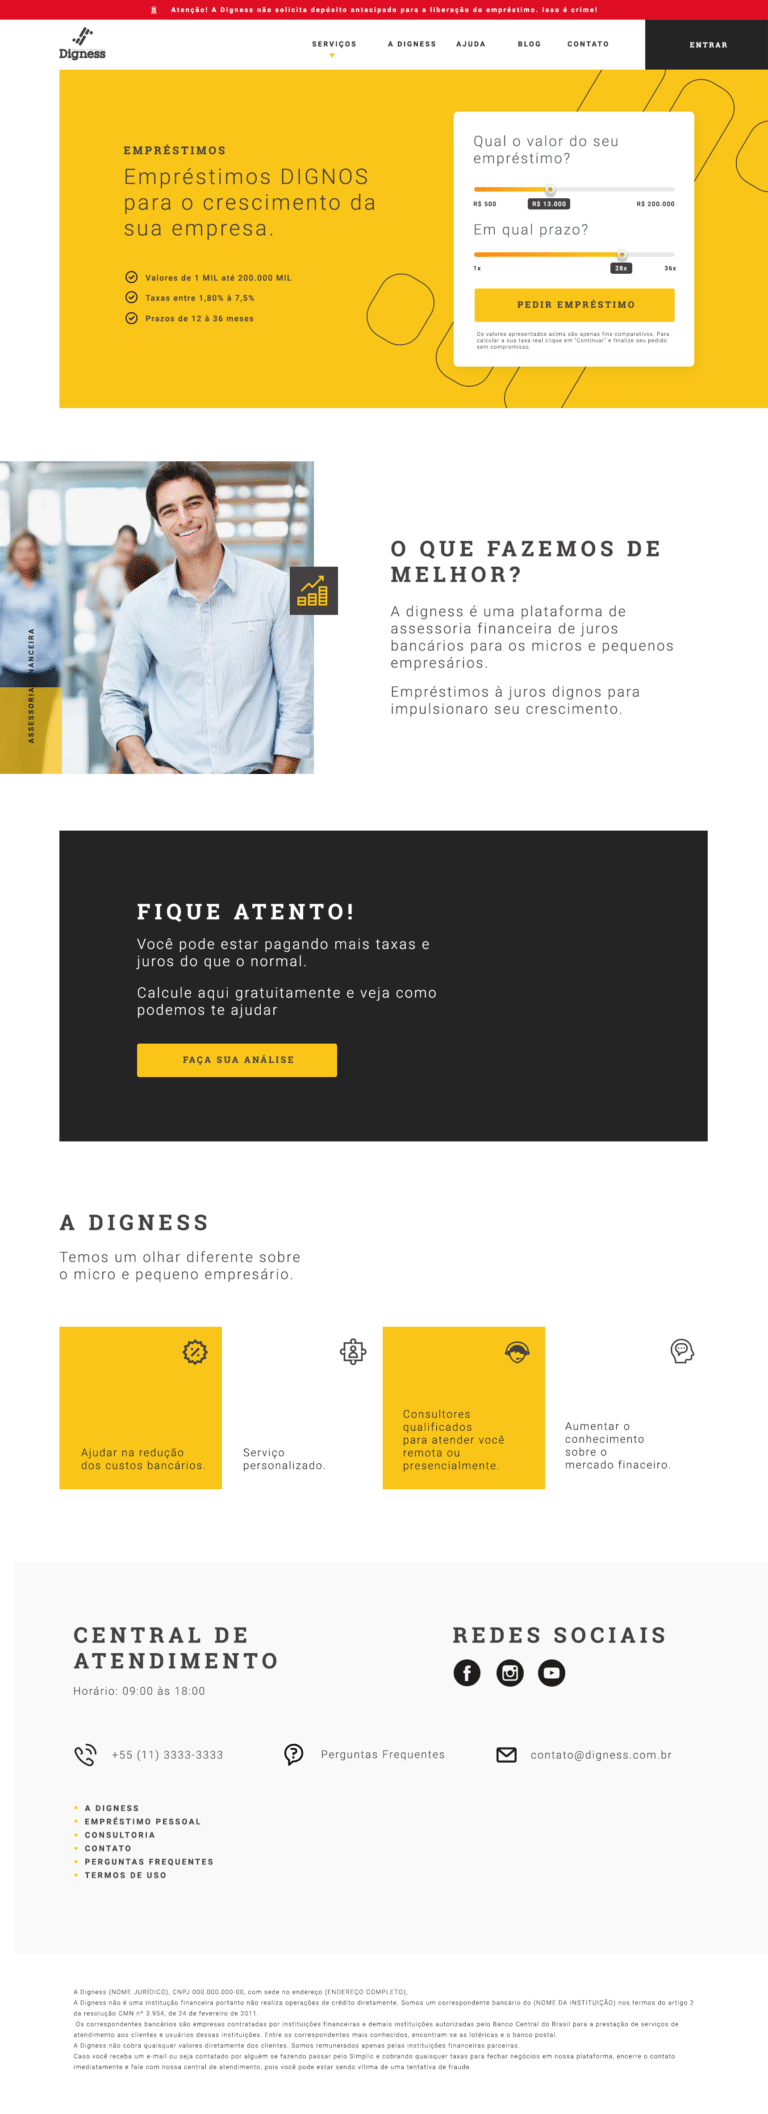 Atenção! A Digness não solicita depósito antecipado para a liberação do empréstimo. Isso é crime!
Digness
SERVIÇOS
A DIGNESS
AJUDA
BLOG
CONTATO
ENTRAR
EMPRÉSTIMOS
Empréstimos DIGNOS
para o crescimento da
sua empresa.
Valores de 1 MIL até 200.000 MIL
Taxas entre 1,80% à 7,5%
Prazos de 12 à 36 meses
Qual o valor do seu
empréstimo?
R$ 500
R$ 13.000
R$ 200.000
Em qual prazo?
1x
28x
36x
PEDIR EMPRÉSTIMO
Os valores apresentados acima são apenas fins comparativos. Para
calcular a sua taxa real clique em "Continuar" e finalize seu pedido
sem compromisso.
ASSESSORIA FINANCEIRA
O QUE FAZEMOS DE
MELHOR?
A digness é uma plataforma de
assessoria financeira de juros
bancários para os micros e pequenos
empresários.
Empréstimos à juros dignos para
impulsionaro seu crescimento.
FIQUE ATENTO!
Você pode estar pagando mais taxas e
juros do que o normal.
Calcule aqui gratuitamente e veja como
podemos te ajudar
FAÇA SUA ANÁLISE
A DIGNESS
Temos um olhar diferente sobre
o micro e pequeno empresário.
Ajudar na redução
dos custos bancários.
Serviço
personalizado.
Consultores
qualificados
para atender você
remota ou
presencialmente.
Aumentar o
conhecimento
sobre o
mercado finaceiro.
CENTRAL DE
ATENDIMENTO
Horário: 09:00 às 18:00
REDES SOCIAIS
+55 (11) 3333-3333
Perguntas Frequentes
contato@digness.com.br
A DIGNESS
EMPRÉSTIMO PESSOAL
CONSULTORIA
CONTATO
PERGUNTAS FREQUENTES
TERMOS DE USO
A Digness (NOME JURÍDICO), CNPJ 000.000.000-00, com sede no endereço (ENDEREÇO COMPLETO),
A Digness não é uma instituição financeira portanto não realiza operações de crédito diretamente. Somos um correspondente bancário do (NOME DA INSTITUIÇÃO) nos termos do artigo 2
da resolução CMN nº 3.954, de 24 de fevereiro de 2011.
Os correspondentes bancários são empresas contratadas por instituições financeiras e demais instituições autorizadas pelo Banco Central do Brasil para a prestação de serviços de
atendimento aos clientes e usuários dessas instituições. Entre os correspondentes mais conhecidos, encontram-se as lotéricas e o banco postal.
A Digness não cobra quaisquer valores diretamente dos clientes. Somos remunerados apenas pelas instituições financeiras parceiras.
Caso você receba um e-mail ou seja contatado por alguém se fazendo passar pelo Simplic e cobrando quaisquer taxas para fechar negócios em nossa plataforma, encerre o contato
imediatamente e fale com nossa central de atendimento, pois você pode estar sendo vítima de uma tentativa de fraude.